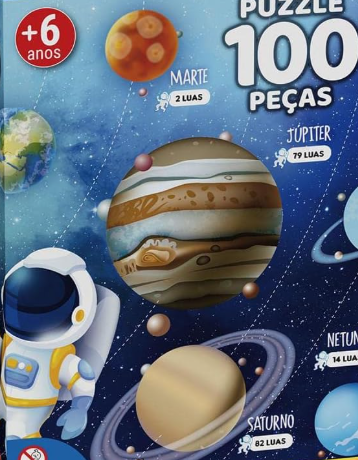 PUZZLE
+6
anos
100
PEÇAS
MARTE
2 LUAS
JÚPITER
79 LUAS
NETUN
14 LUA
SATURNO
82 LUAS